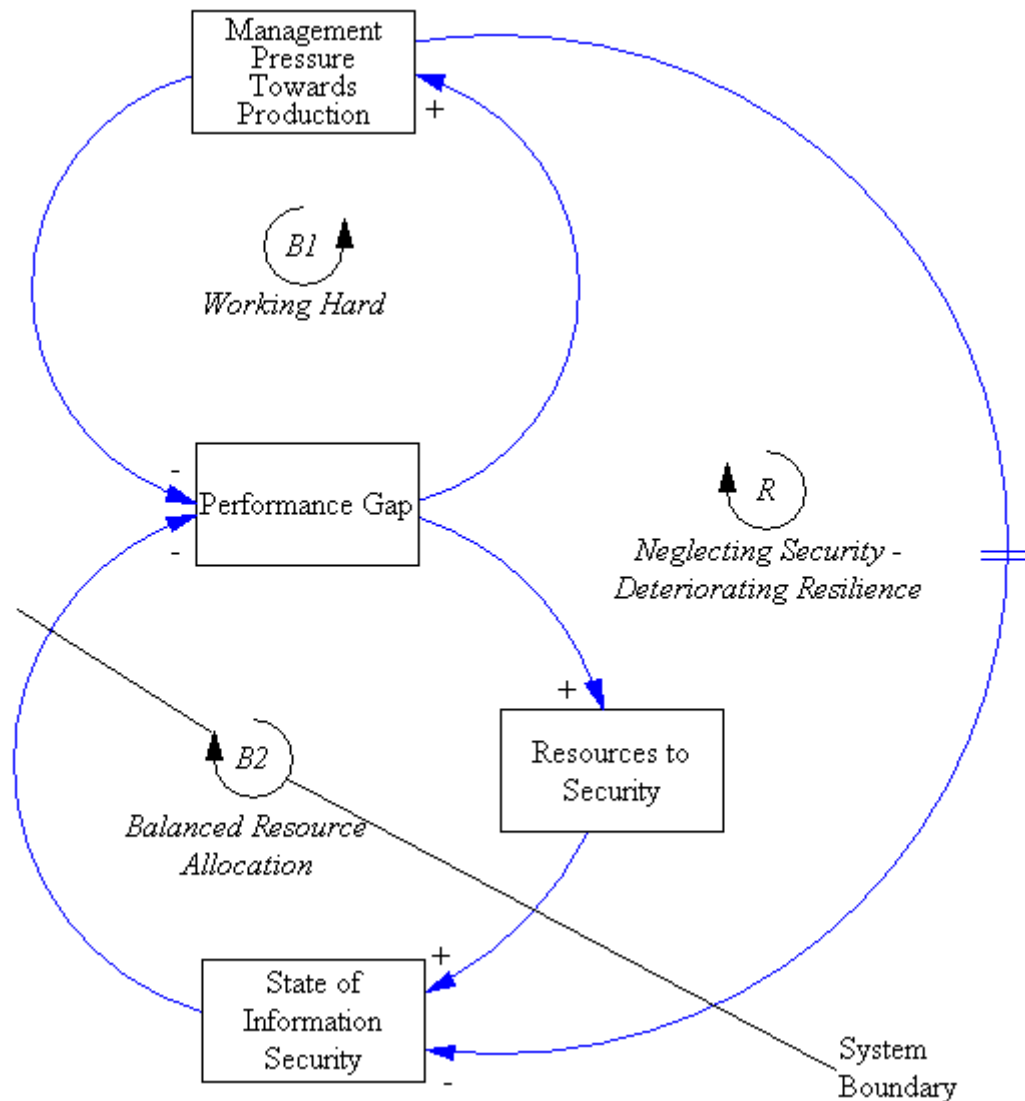 Management
Pressure
Towards
Production
+
B1
Working Hard
-
Performance Gap
-
R
Neglecting Security -
Deteriorating Resilience
+
Resources to
Security
B2
Balanced Resource
Allocation
+
State of
Information
Security
-
System
Boundary